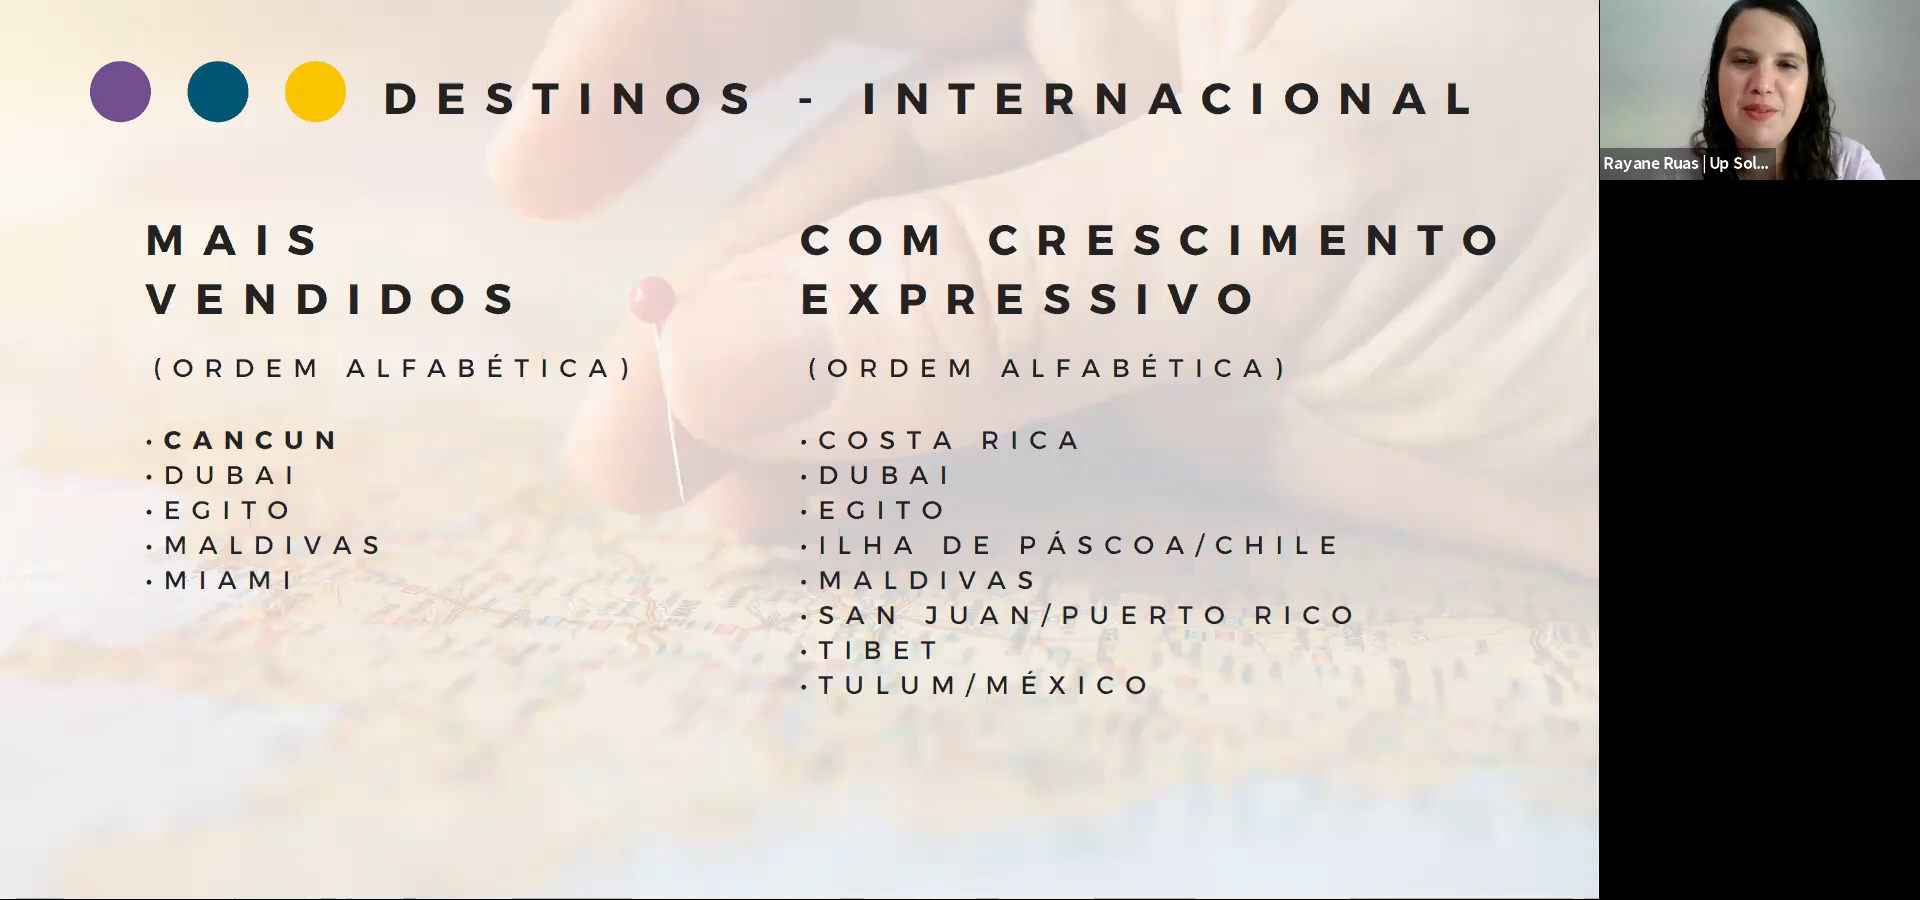 DESTINOS - INTERNACIONAL
MAIS
VENDIDOS
(ORDEM ALFABÉTICA)
• CANCUN
• DUBAI
• EGITO
• MALDIVAS
• MIAMI
COM CRESCIMENTO
EXPRESSIVO
(ORDEM ALFABÉTICA)
• COSTA RICA
• DUBAI
• EGITO
• ILHA DE PÁSCOA/CHILE
• MALDIVAS
• SAN JUAN/PUERTO RICO
• TIBET
• TULUM/MÉXICO
Rayane Ruas | Up Sol...